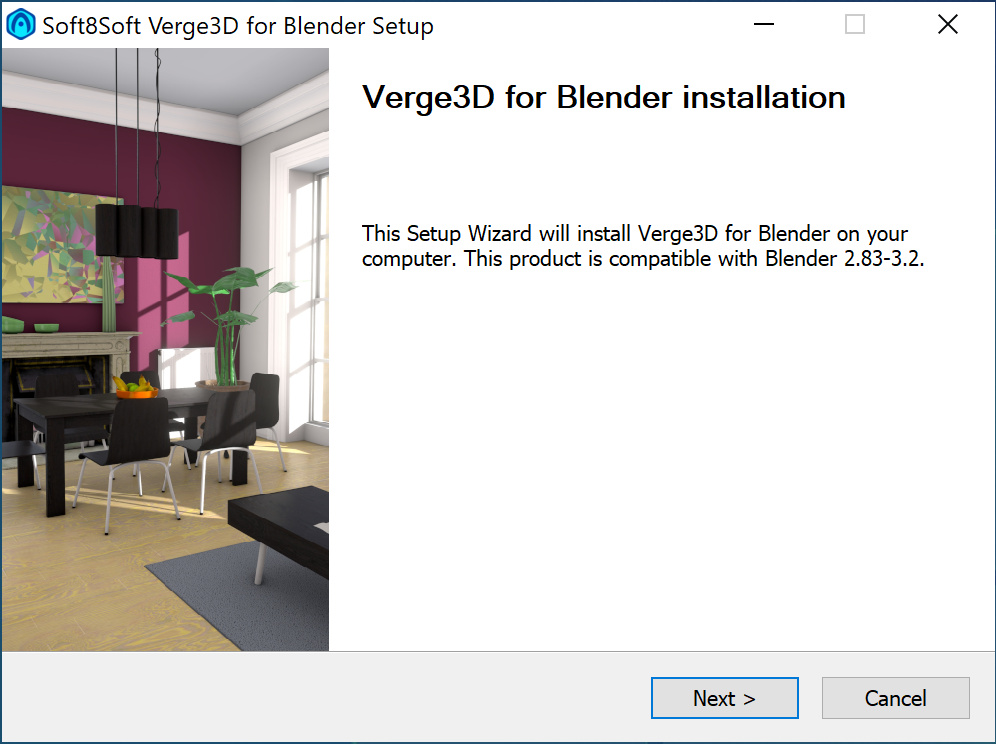 Soft8Soft Verge3D for Blender Setup
Verge3D for Blender installation
This Setup Wizard will install Verge3D for Blender on your
computer. This product is compatible with Blender 2.83-3.2.
Next >
Cancel